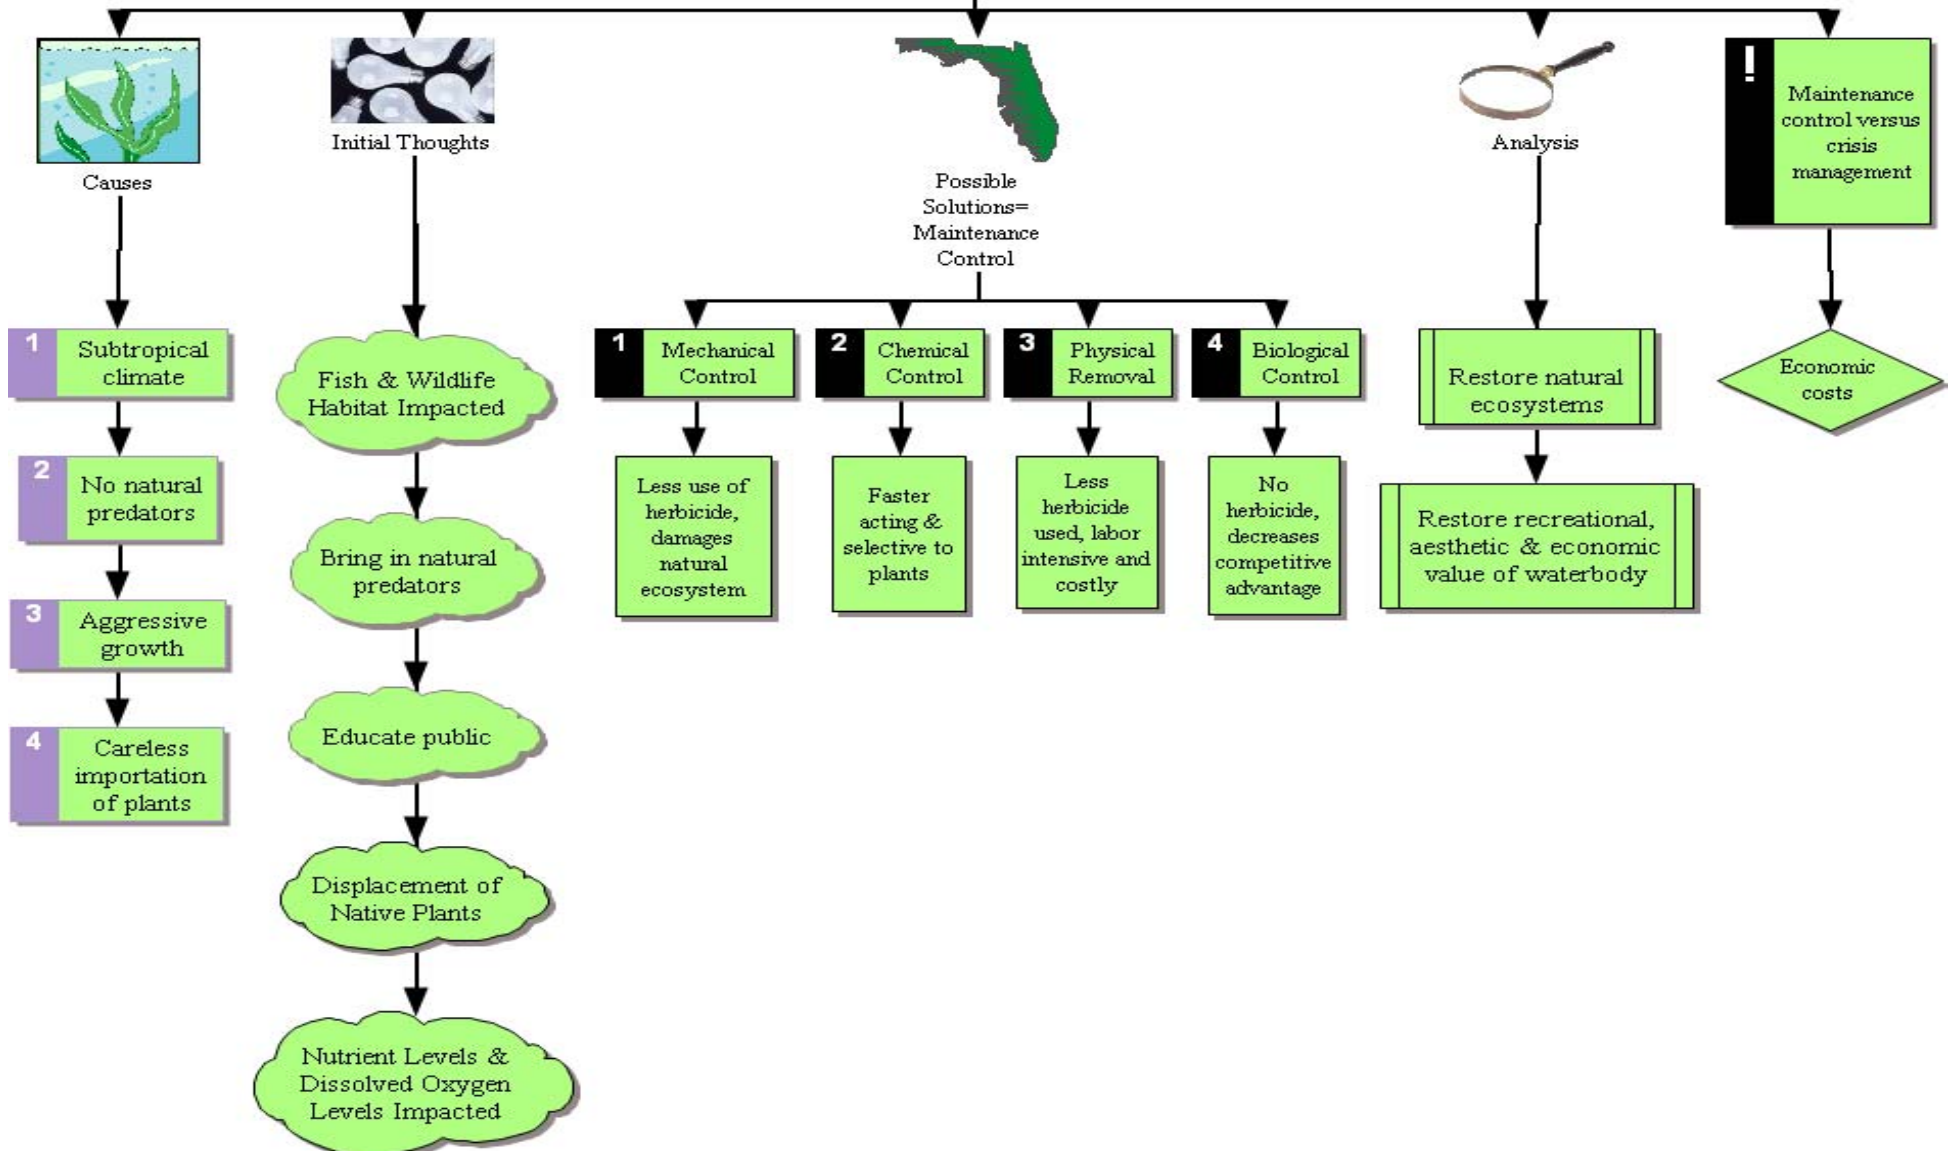 Causes
1
Subtropical
climate
2
No natural
predators
3
Aggressive
growth
4
Careless
importation
of plants
Initial Thoughts
Fish & Wildlife
Habitat Impacted
Bring in natural
predators
Educate public
Displacement of
Native Plants
Nutrient Levels &
Dissolved Oxygen
Levels Impacted
Possible
Solutions=
Maintenance
Control
1
Mechanical
Control
Less use of
herbicide,
damages
natural
ecosystem
2
Chemical
Control
Faster
acting &
selective to
plants
3
Physical
Removal
Less
herbicide
used, labor
intensive and
costly
4
Biological
Control
No
herbicide,
decreases
competitive
advantage
Analysis
Restore natural
ecosystems
Restore recreational,
aesthetic & economic
value of waterbody
!
Maintenance
control versus
crisis
management
Economic
costs